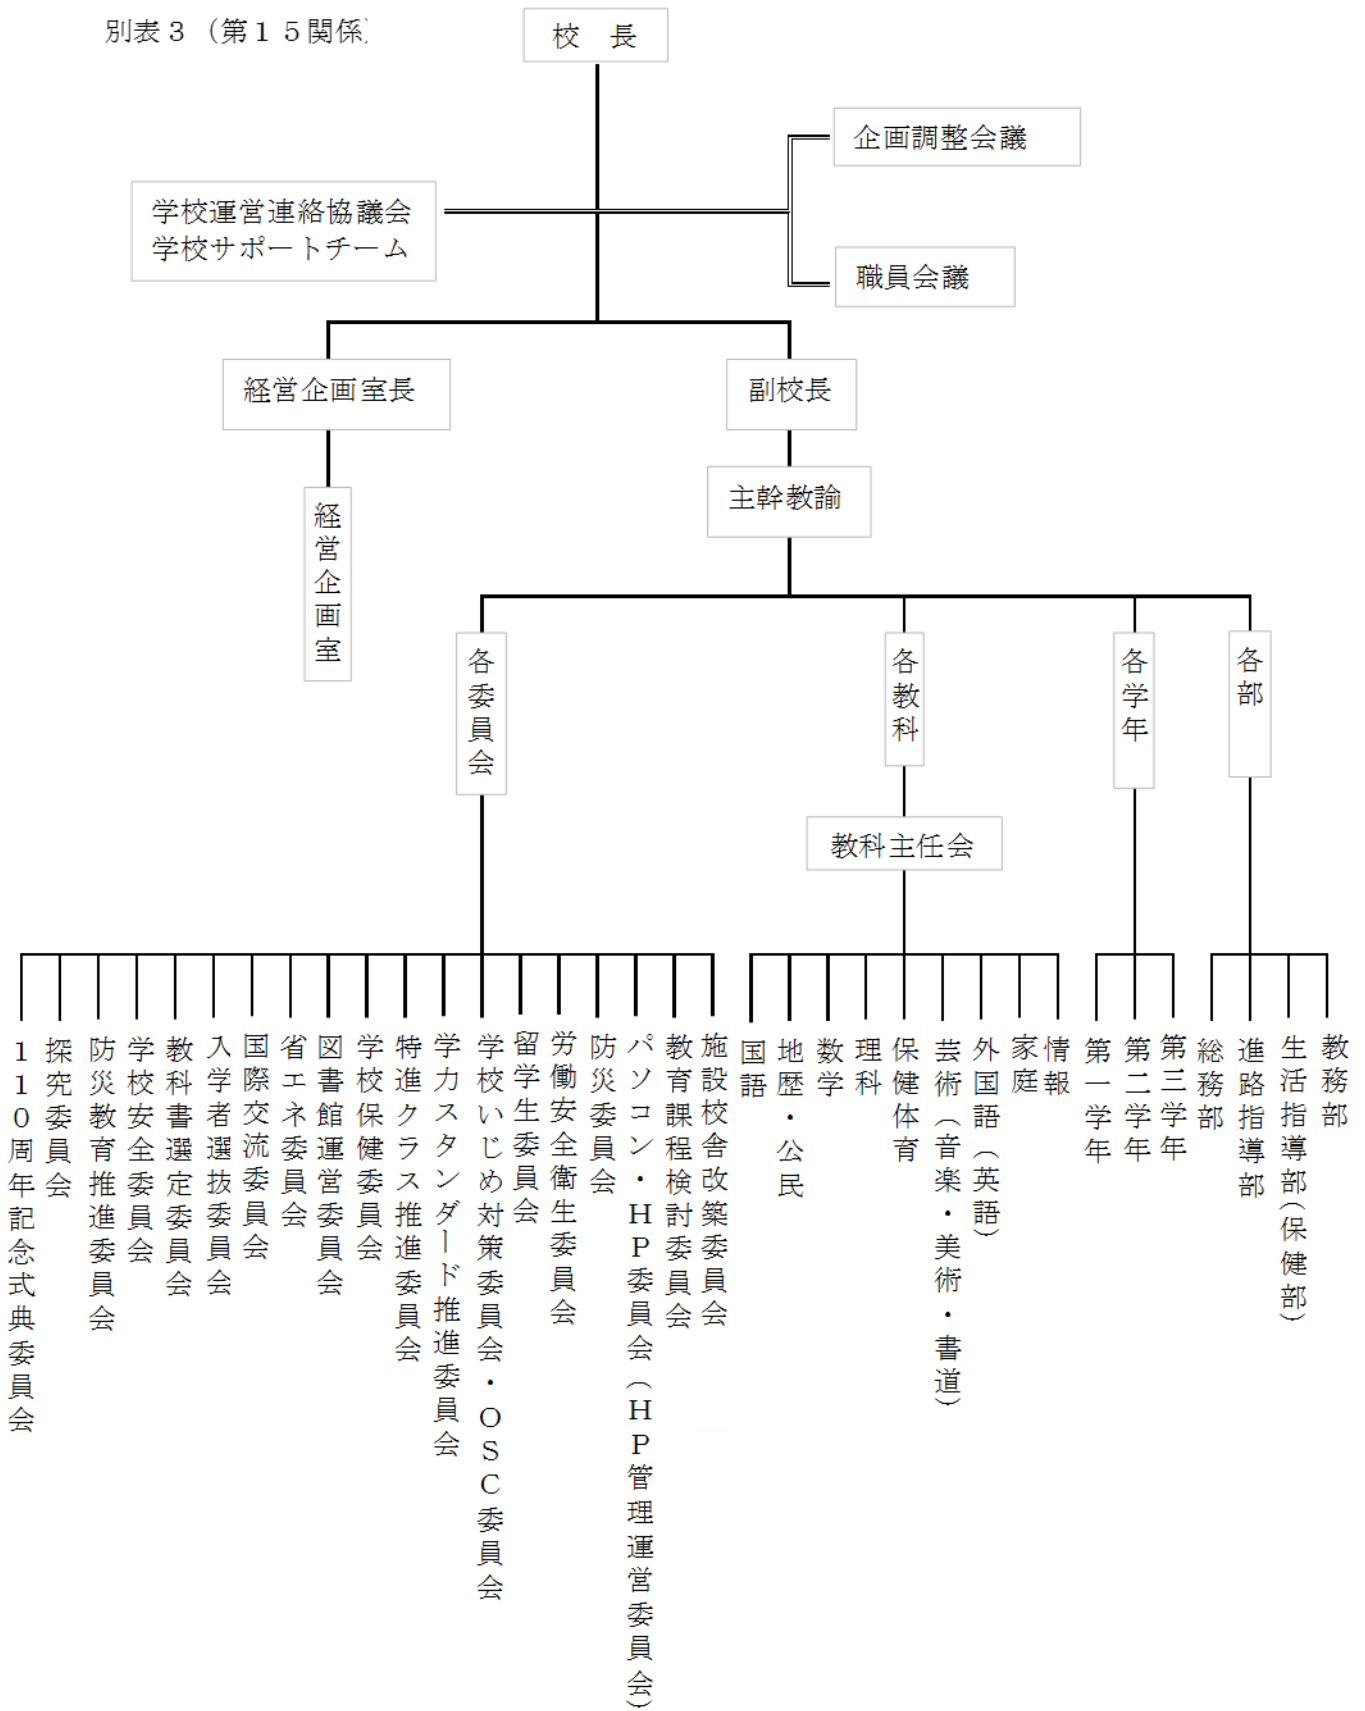 別表３（第１５関係）
校　長
企画調整会議
学校運営連絡協議会
学校サポートチーム
職員会議
経営企画室長
副校長
主幹教諭
経営企画室
各委員会
各教科
各学年
各部
教科主任会
１１０周年記念式典委員会
探究委員会
防災教育推進委員会
学校安全委員会
教科書選定委員会
入学者選抜委員会
国際交流委員会
省エネ委員会
図書館運営委員会
学校保健委員会
特進クラス推進委員会
学力スタンダード推進委員会
学校いじめ対策委員会・ＯＳＣ委員会
留学生委員会
労働安全衛生委員会
防災委員会
パソコン・ＨＰ委員会（ＨＰ管理運営委員会）
教育課程検討委員会
施設校舎改築委員会
国語
地歴・公民
数学
理科
保健体育
芸術（音楽・美術・書道）
外国語（英語）
家庭
情報
第一学年
第二学年
第三学年
総務部
進路指導部
生活指導部（保健部）
教務部